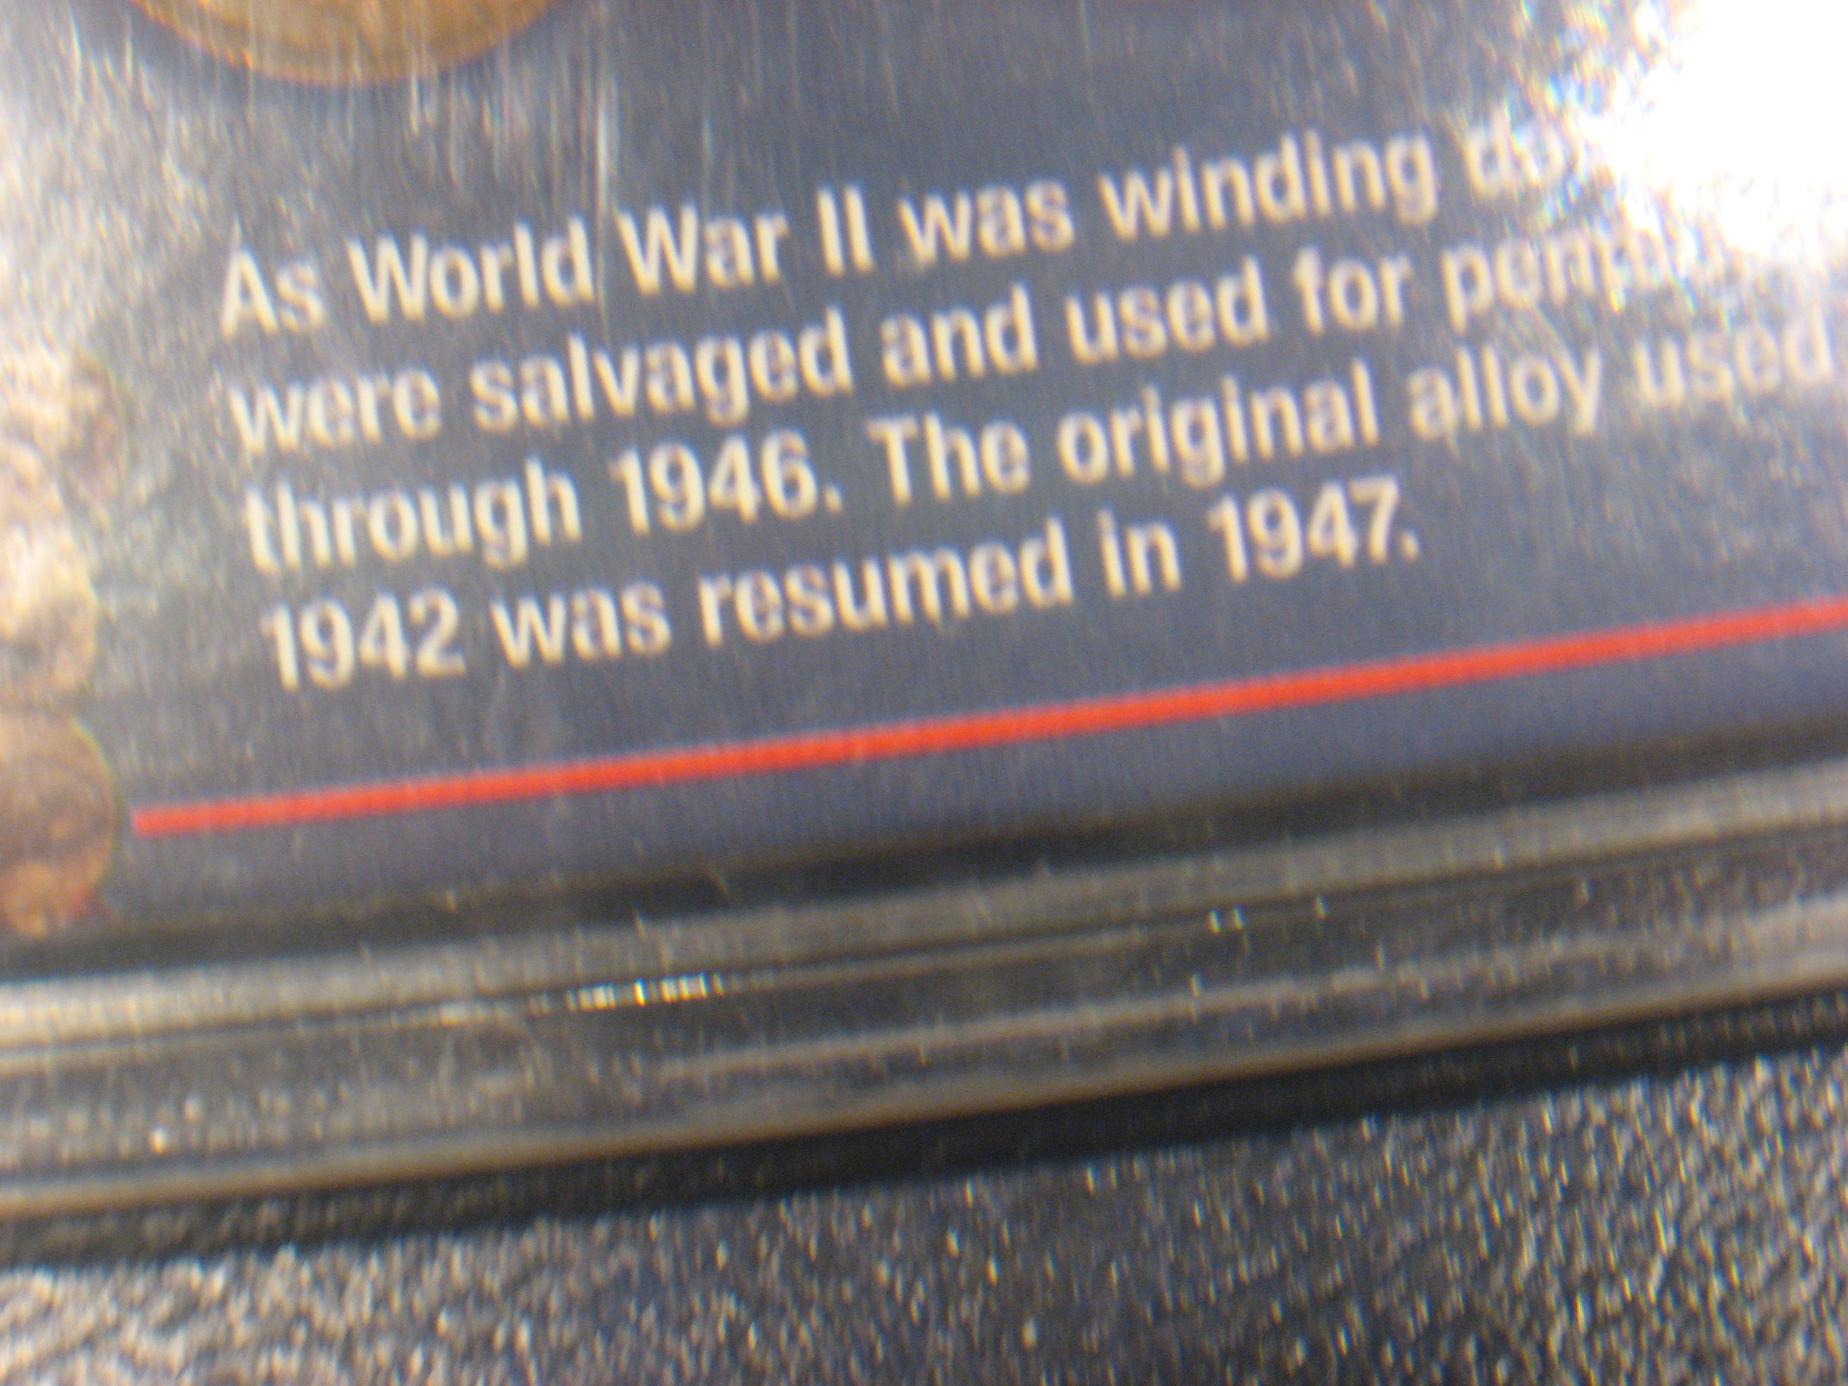 As World War II was winding
were salvaged and used for
through 1946. The original alloy used
1942 was resumed in 1947.